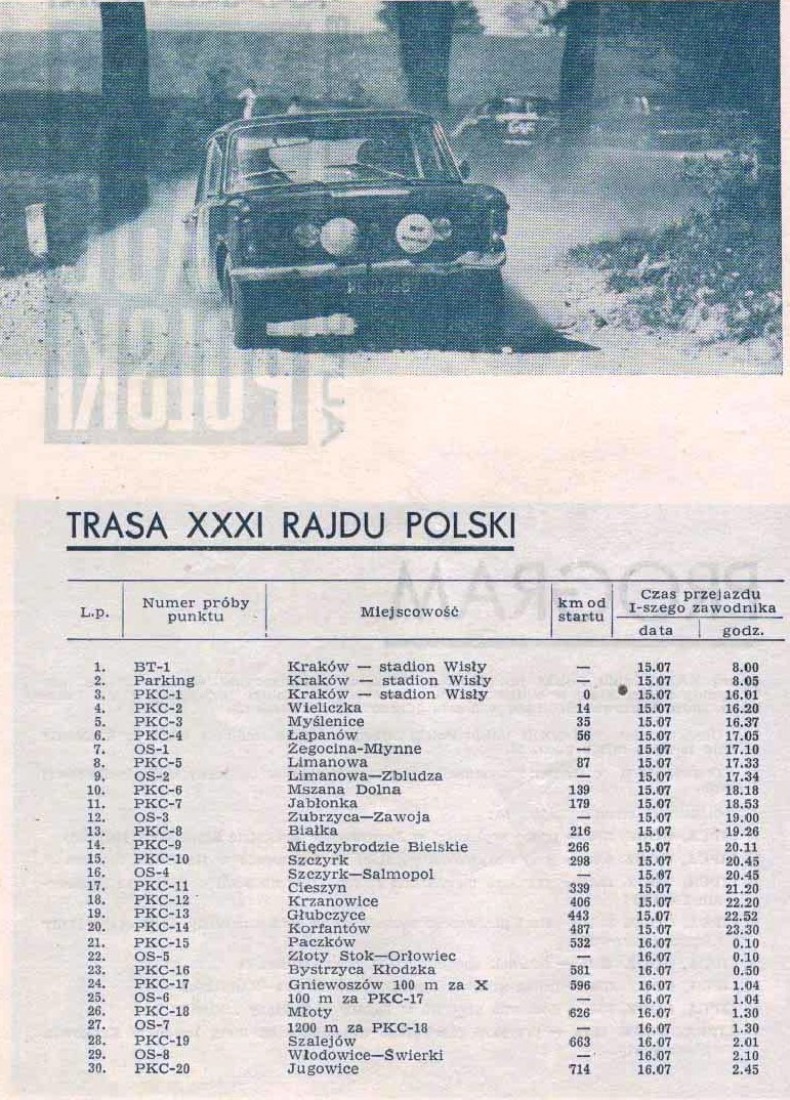 TRASA XXXI RAJDU POLSKI
L.p. Numer próby punktu Miejscowość km od startu Czas przejazdu I-szego zawodnika
data godz.
1. BT-1 Kraków — stadion Wisły — 15.07 8.00
2. Parking Kraków — stadion Wisły — 15.07 8.05
3. PKC-1 Kraków — stadion Wisły 0 15.07 16.01
4. PKC-2 Wieliczka 14 15.07 16.20
5. PKC-3 Myślenice 35 15.07 16.37
6. PKC-4 Łapanów 56 15.07 17.05
7. OS-1 Żegocina-Młynne — 15.07 17.10
8. PKC-5 Limanowa 87 15.07 17.33
9. OS-2 Limanowa—Zbludza — 15.07 17.34
10. PKC-6 Mszana Dolna 139 15.07 18.18
11. PKC-7 Jabłonka 179 15.07 18.53
12. OS-3 Zubrzyca—Zawoja — 15.07 19.00
13. PKC-8 Białka 216 15.07 19.26
14. PKC-9 Międzybrodzie Bielskie 266 15.07 20.11
15. PKC-10 Szczyrk 298 15.07 20.45
16. OS-4 Szczyrk—Salmopol — 15.07 20.45
17. PKC-11 Cieszyn 339 15.07 21.20
18. PKC-12 Krzanowice 406 15.07 22.20
19. PKC-13 Głubczyce 443 15.07 22.52
20. PKC-14 Korfantów 487 15.07 23.30
21. PKC-15 Paczków 532 16.07 0.10
22. OS-5 Złoty Stok—Orłowiec — 16.07 0.10
23. PKC-16 Bystrzyca Kłodzka 581 16.07 0.50
24. PKC-17 Gniewoszów 100 m za X 596 16.07 1.04
25. OS-6 100 m za PKC-17 — 16.07 1.04
26. PKC-18 Młoty 626 16.07 1.30
27. OS-7 1200 m za PKC-18 — 16.07 1.30
28. PKC-19 Szalejów 663 16.07 2.01
29. OS-8 Włodowice—Świerki — 16.07 2.10
30. PKC-20 Jugowice 714 16.07 2.45